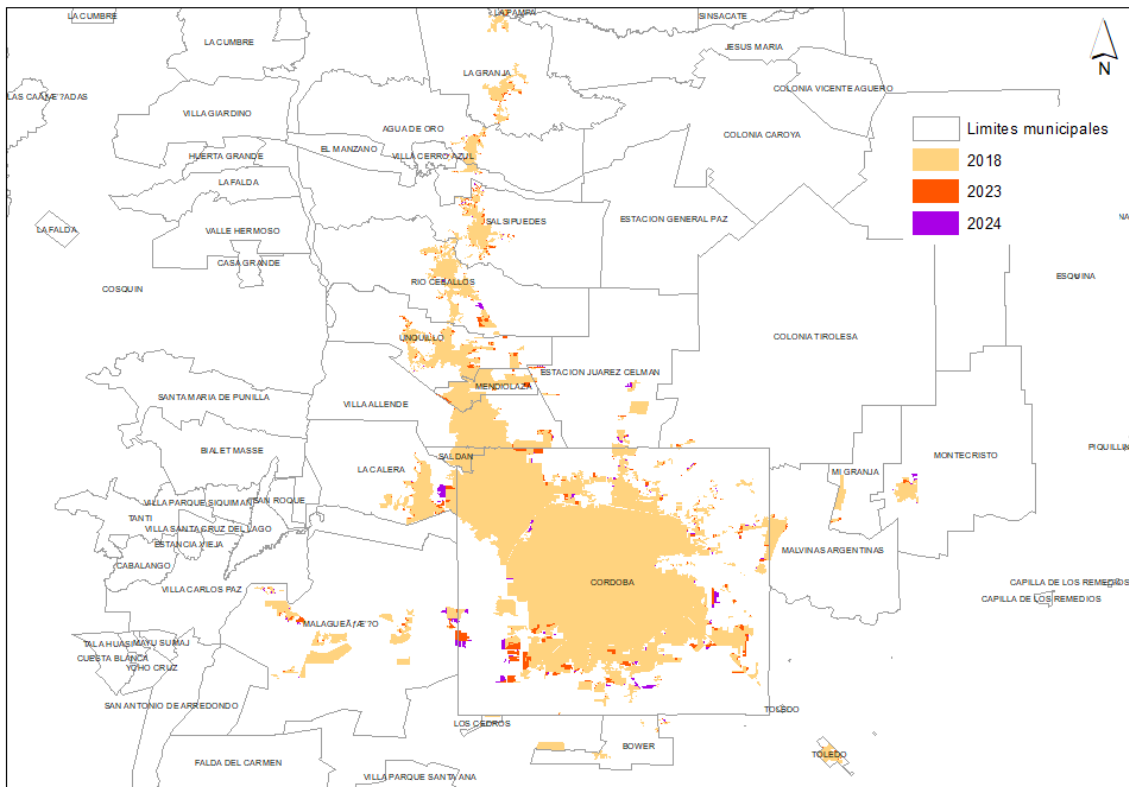 LA CUMBRE
LA PAMPA
SINSACATE
LA CUMBRE
JESUS MARIA
N
LA GRANJA
COLONIA VICENTE AGUERO
VILLA GIARDINO
AGUA DE ORO
COLONIA CAROYA
Limites municipales
EL MANZANO
HUERTA GRANDE
VILLA CERRO AZUL
2018
LA FALDA
2023
SALSIPUEDES
ESTACION GENERAL PAZ
2024
LA FALDA
VALLE HERMOSO
CASA GRANDE
COSQUIN
RIO CEBALLOS
ESQUINA
UNQUILLO
COLONIA TIROLESA
ESTACION JUAREZ CELMAN
MENDIOLAZA
SANTA MARIA DE PUNILLA
VILLA ALLENDE
BIALET MASSE
SALDAN
MONTECRISTO
LA CALERA
MI GRANJA
VILLA PARQUE SIQUIMAN
SAN ROQUE
TANTI
VILLA SANTA CRUZ DEL LAGO
ESTANCIA VIEJA
MALVINAS ARGENTINAS
CABALANGO
CORDOBA
VILLA CARLOS PAZ
CAPILLA DE LOS REMEDIOS
CAPILLA DE LOS REMEDIOS
TALA HUASI
MAYU SUMAJ
CUESTA BLANCA
YCHO CRUZ
SAN ANTONIO DE ARREDONDO
TOLEDO
LOS CEDROS
BOWER
TOLEDO
FALDA DEL CARMEN
VILLA PARQUE SANTA ANA